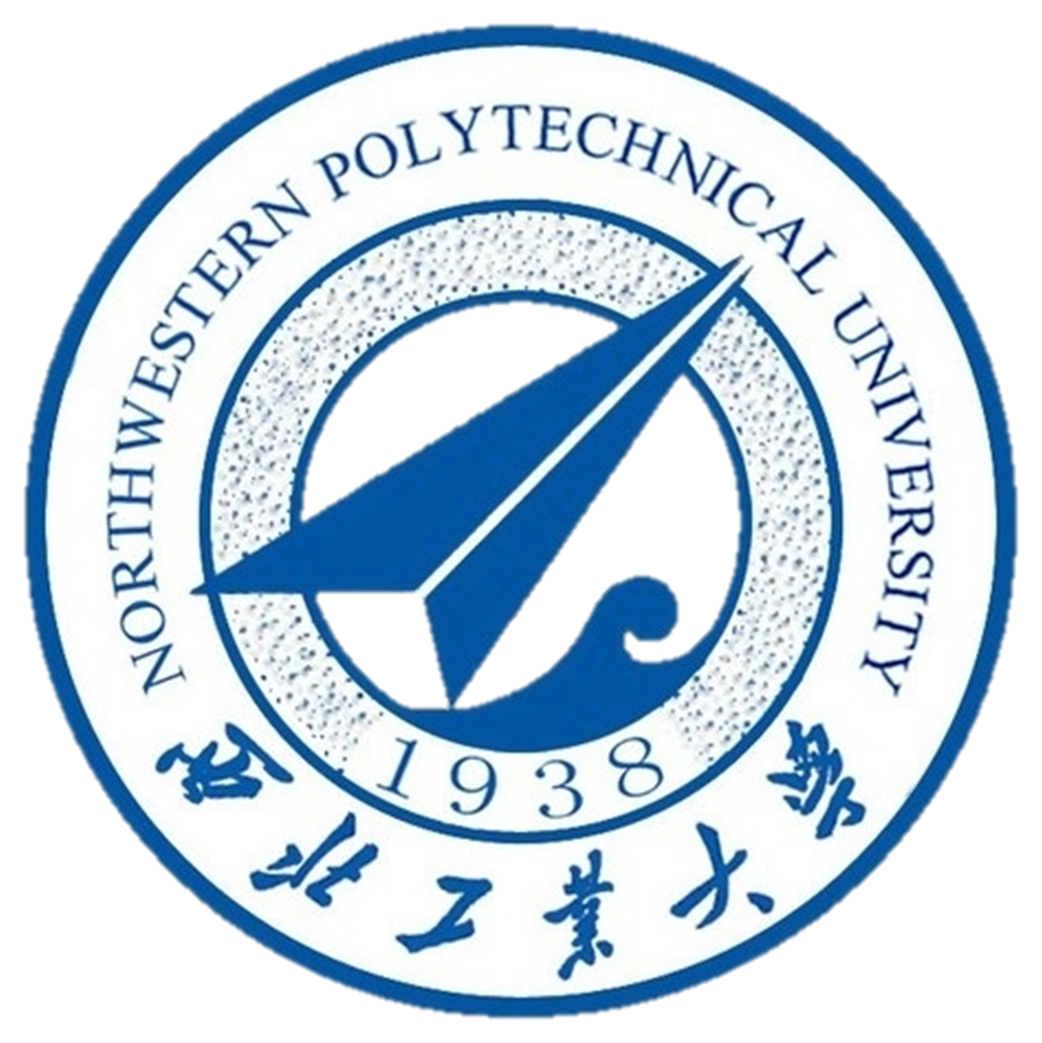 NORTHWESTERN POLYTECHNICAL UNIVERSITY
1938
西北工業大學